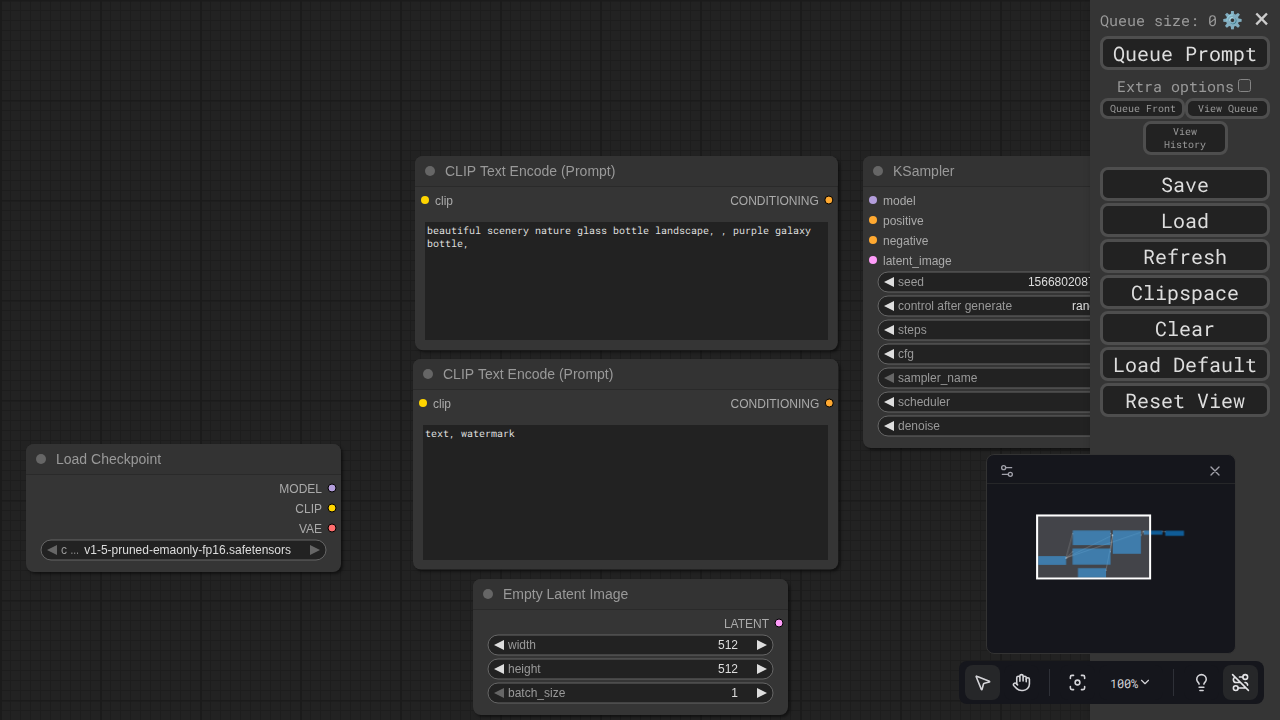 Queue size: 0
Queue Prompt
Extra options
Queue Front
View Queue
View
History
Save
Load
Refresh
Clipspace
Clear
Load Default
Reset View
CLIP Text Encode (Prompt)
clip
CONDITIONING
beautiful scenery nature glass bottle landscape, , purple galaxy
bottle,
KSampler
model
positive
negative
latent_image
seed
1566802087
control after generate
ran
steps
cfg
sampler_name
scheduler
denoise
CLIP Text Encode (Prompt)
clip
CONDITIONING
text, watermark
Load Checkpoint
MODEL
CLIP
VAE
c ... v1-5-pruned-emaonly-fp16.safetensors
Empty Latent Image
LATENT
width 512
height 512
batch_size 1
100%